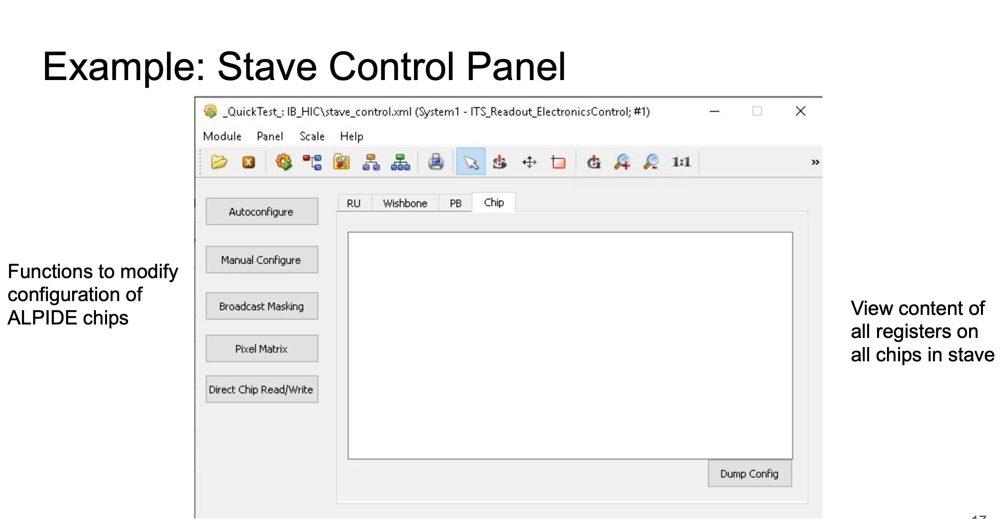 Example: Stave Control Panel
_QuickTest_: IB_HIC\stave_control.xml (System1 - ITS_Readout_ElectronicsControl; #1)
Module Panel Scale Help
1:1
»
RU Wishbone PB Chip
Autoconfigure
Manual Configure
Broadcast Masking
Pixel Matrix
Direct Chip Read/Write
Dump Config
Functions to modify
configuration of
ALPIDE chips
View content of
all registers on
all chips in stave
17